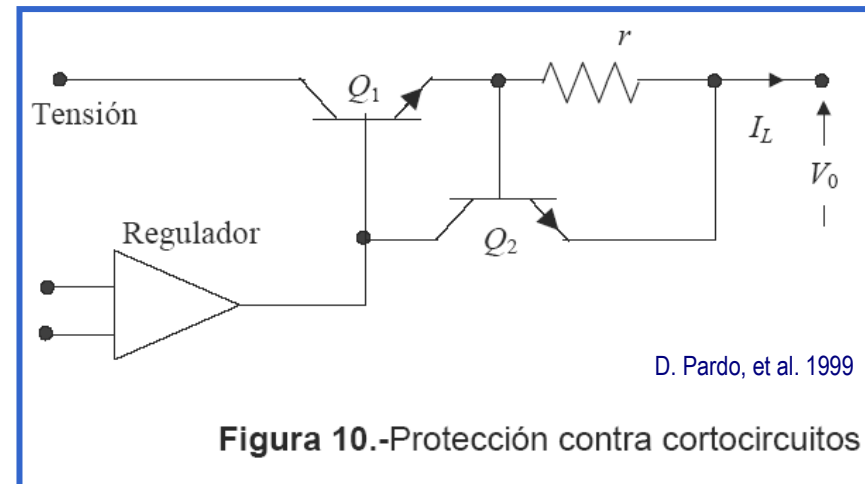 r
Q1
Tensión
IL
V0
Regulador
Q2
D. Pardo, et al. 1999
Figura 10.-Protección contra cortocircuitos